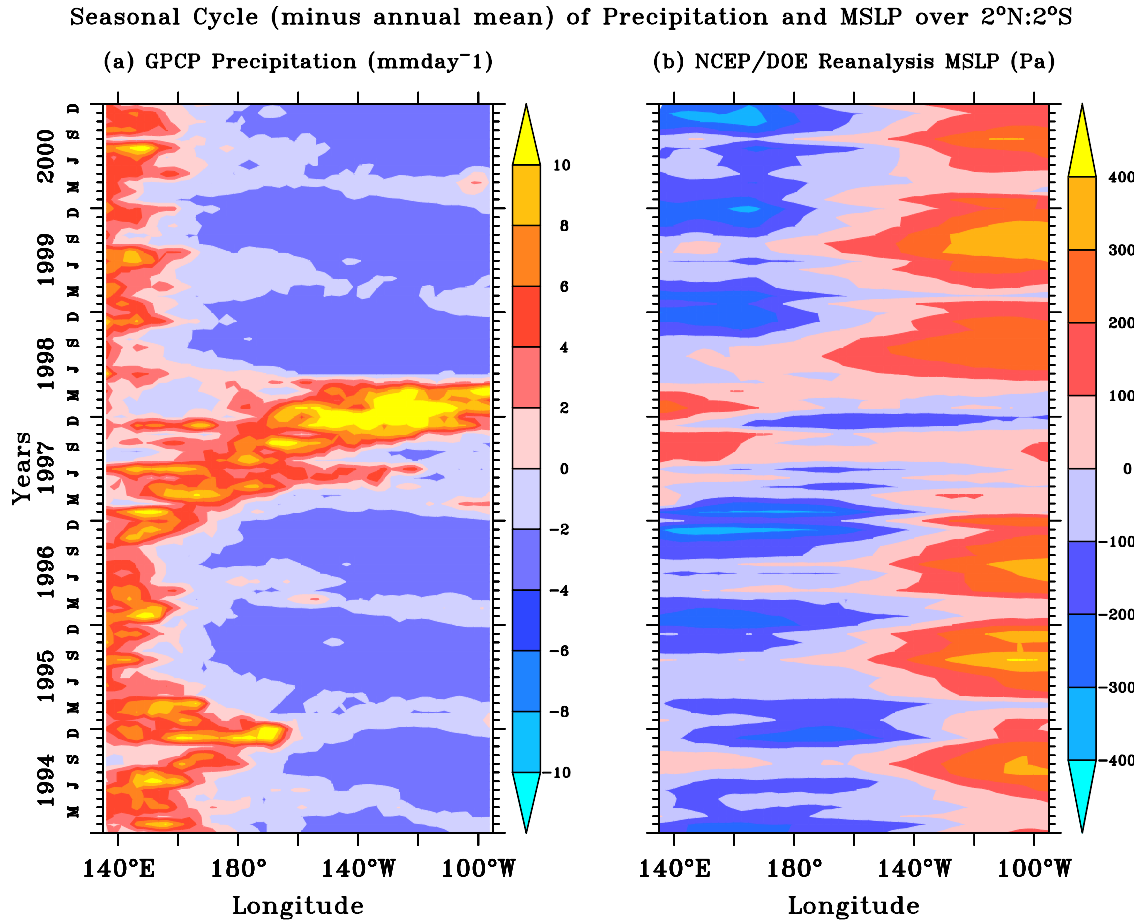 Seasonal Cycle (minus annual mean) of Precipitation and MSLP over 2°N:2°S
(a) GPCP Precipitation (mmday⁻1)
(b) NCEP/DOE Reanalysis MSLP (Pa)
Years
2000
1999
1998
1997
1996
1995
1994
D
S
J
M
D
S
J
M
D
S
J
M
D
S
J
M
D
S
J
M
D
S
J
M
D
S
J
M
10
8
6
4
2
0
−2
−4
−6
−8
−10
400
300
200
100
0
−100
−200
−300
−400
140°E 180° 140°W 100°W
140°E 180° 140°W 100°W
Longitude
Longitude